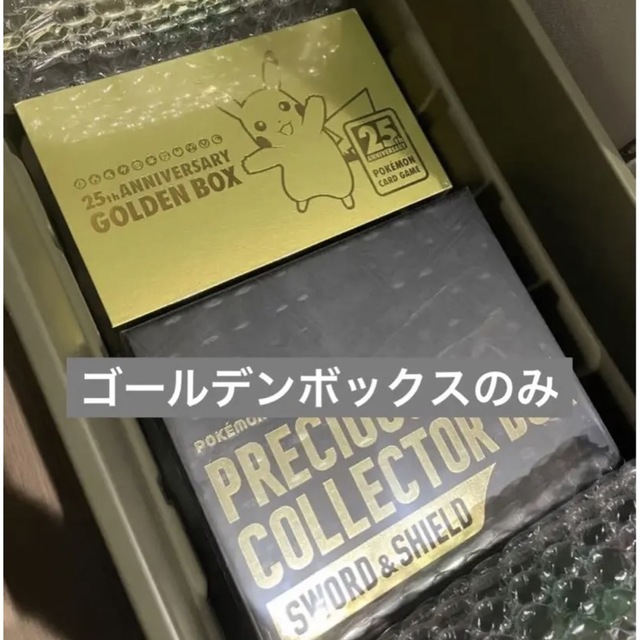 25th ANNIVERSARY
GOLDEN BOX
25th
ANNIVERSARY
POKÉMON
CARD GAME
ゴールデンボックスのみ
POKÉMON
PRECIOUS
COLLECTOR BOX
SWORD & SHIELD